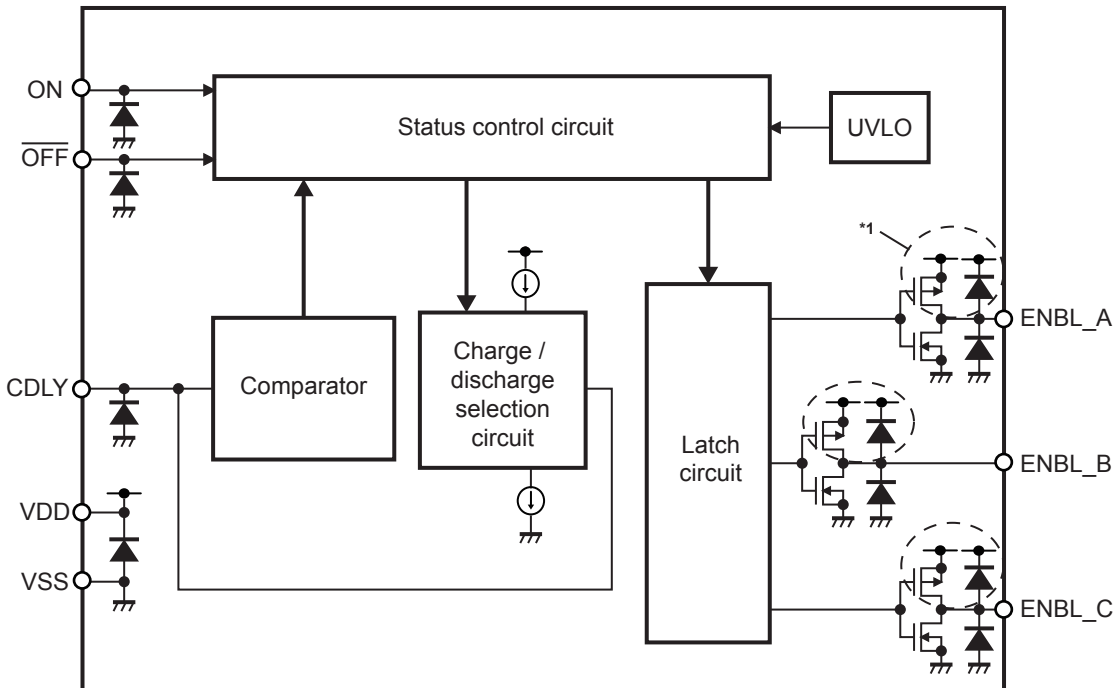 ON
Status control circuit
UVLO
OFF
*1
ENBL_A
CDLY
Comparator
Charge /
discharge
selection
circuit
Latch
circuit
ENBL_B
VDD
VSS
ENBL_C